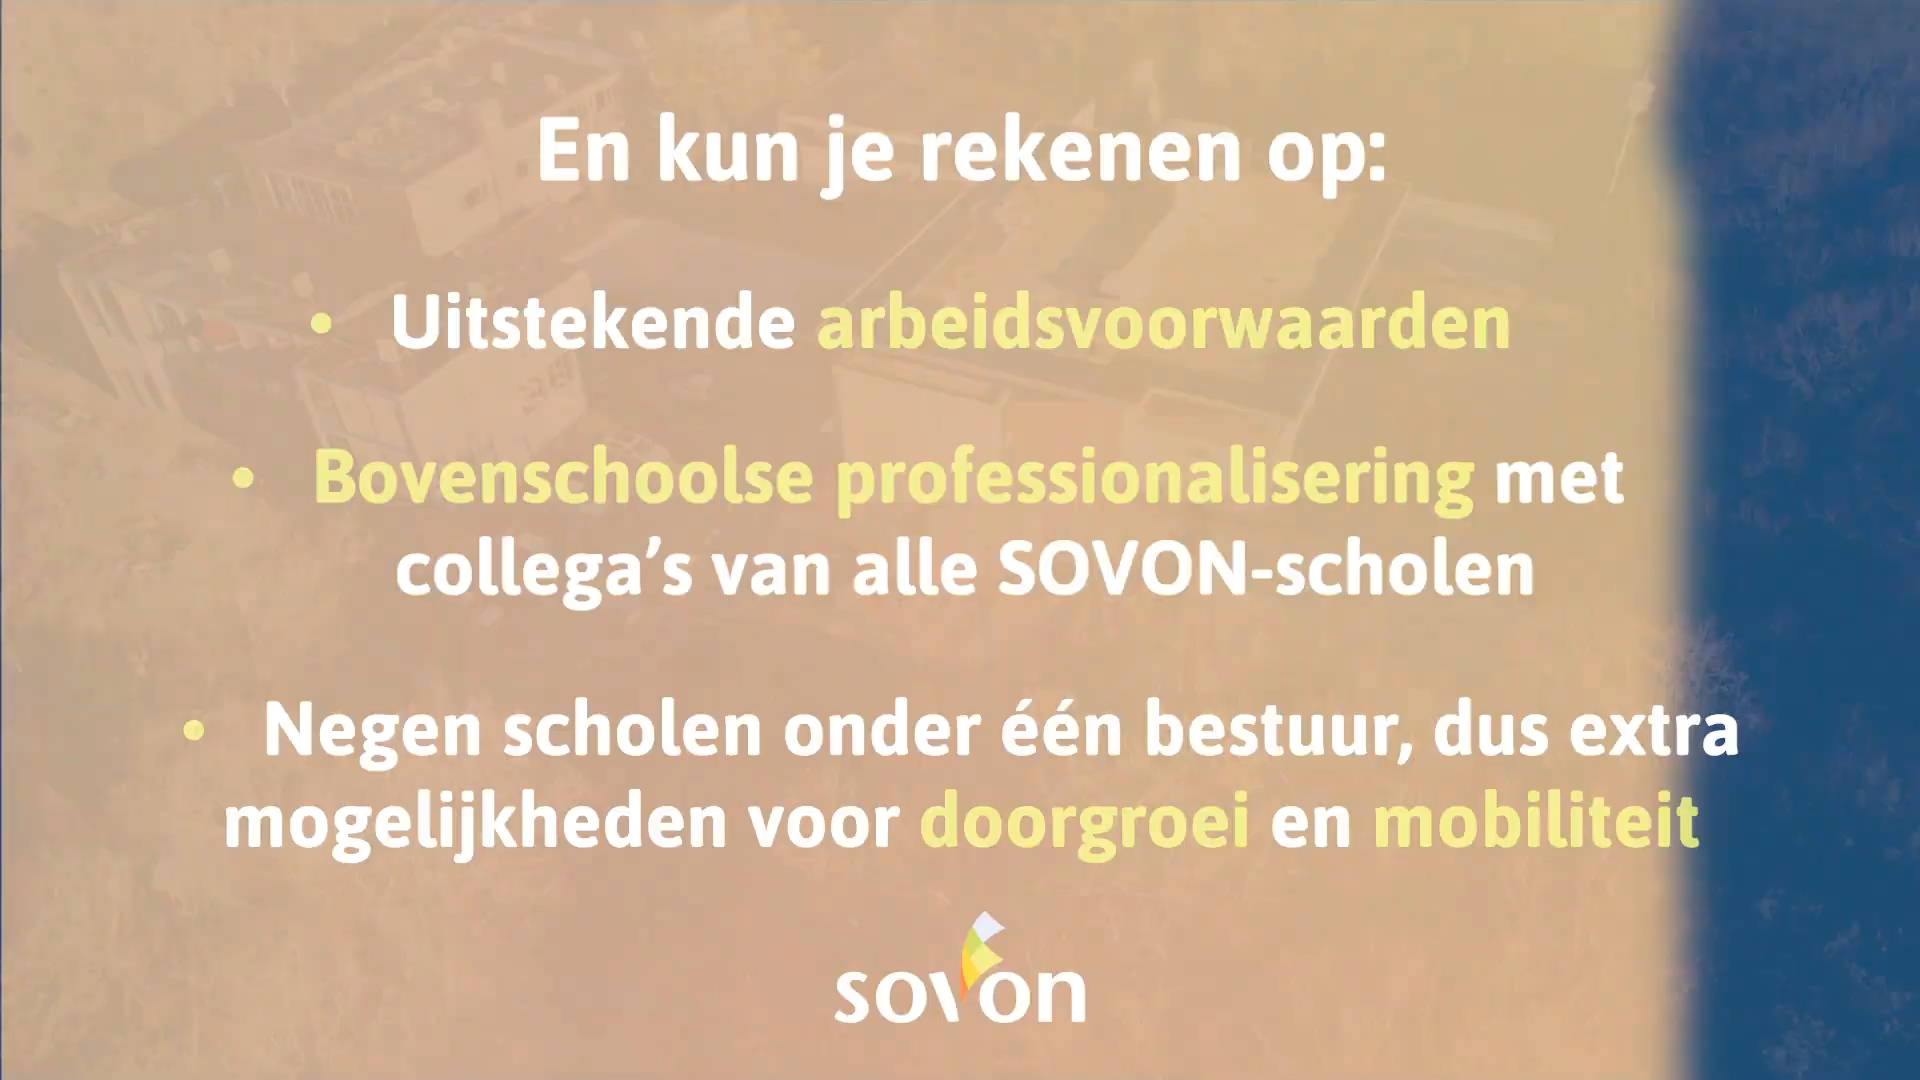 En kun je rekenen op:
• Uitstekende arbeidsvoorwaarden
• Bovenschoolse professionalisering met
collega’s van alle SOVON-scholen
• Negen scholen onder één bestuur, dus extra
mogelijkheden voor doorgroei en mobiliteit
sovon